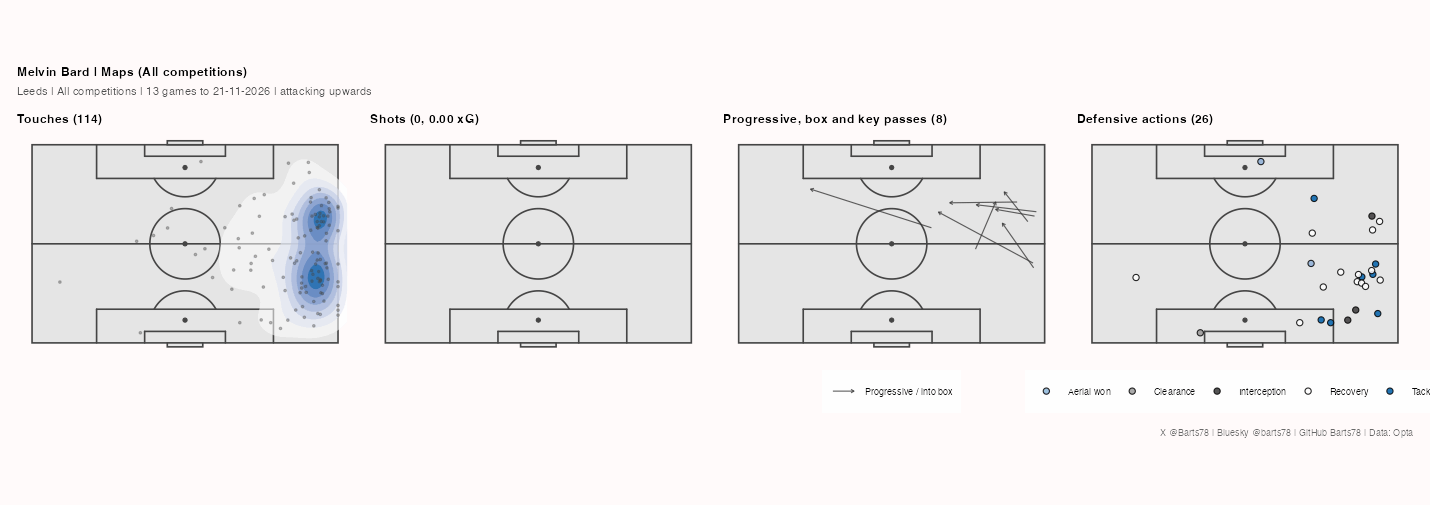 Melvin Bard | Maps (All competitions)
Leeds | All competitions | 13 games to 21-11-2026 | attacking upwards
Touches (114)
Shots (0, 0.00 xG)
Progressive, box and key passes (8)
Defensive actions (26)
Progressive / into box
Aerial won
Clearance
Interception
Recovery
Tack
X @Barts78 | Bluesky @barts78 | GitHub Barts78 | Data: Opta